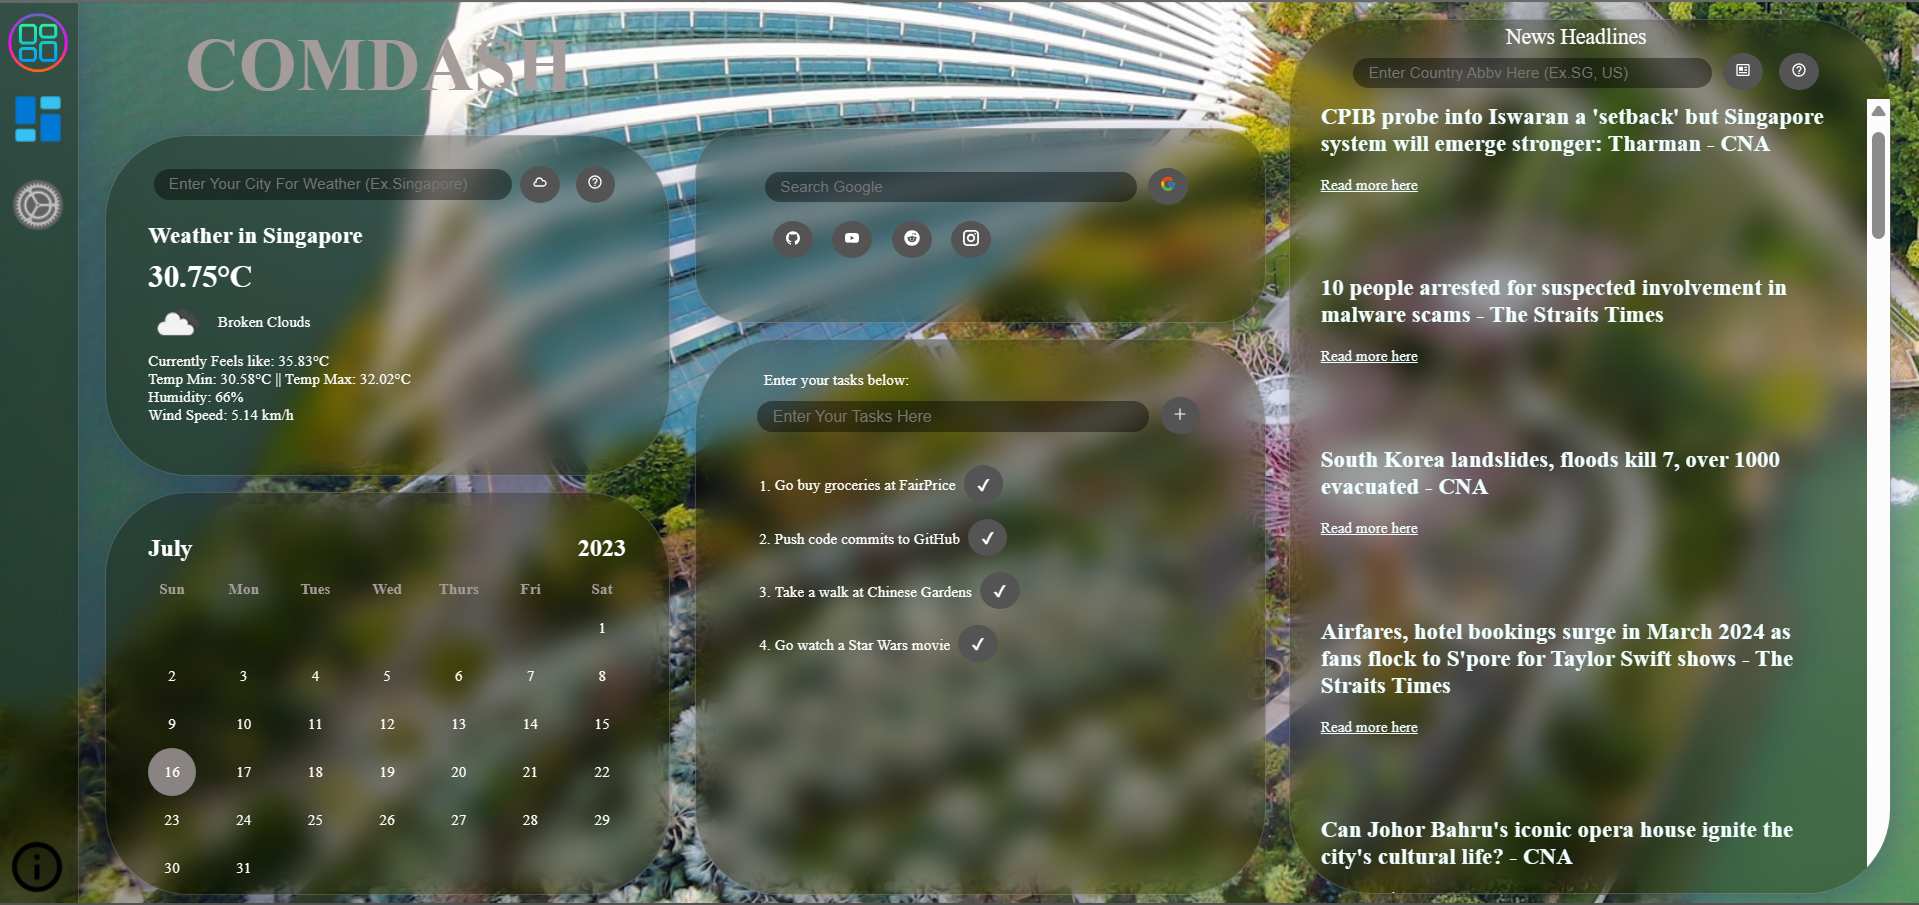 COMDASH
Enter Your City For Weather (Ex.Singapore)
Weather in Singapore
30.75°C
Broken Clouds
Currently Feels like: 35.83°C
Temp Min: 30.58°C || Temp Max: 32.02°C
Humidity: 66%
Wind Speed: 5.14 km/h
July 2023
Sun Mon Tues Wed Thurs Fri Sat
1
2 3 4 5 6 7 8
9 10 11 12 13 14 15
16 17 18 19 20 21 22
23 24 25 26 27 28 29
30 31
Search Google
Enter your tasks below:
Enter Your Tasks Here
1. Go buy groceries at FairPrice
2. Push code commits to GitHub
3. Take a walk at Chinese Gardens
4. Go watch a Star Wars movie
News Headlines
Enter Country Abbv Here (Ex.SG, US)
CPIB probe into Iswaran a 'setback' but Singapore
system will emerge stronger: Tharman - CNA
Read more here
10 people arrested for suspected involvement in
malware scams - The Straits Times
Read more here
South Korea landslides, floods kill 7, over 1000
evacuated - CNA
Read more here
Airfares, hotel bookings surge in March 2024 as
fans flock to S'pore for Taylor Swift shows - The
Straits Times
Read more here
Can Johor Bahru's iconic opera house ignite the
city's cultural life? - CNA